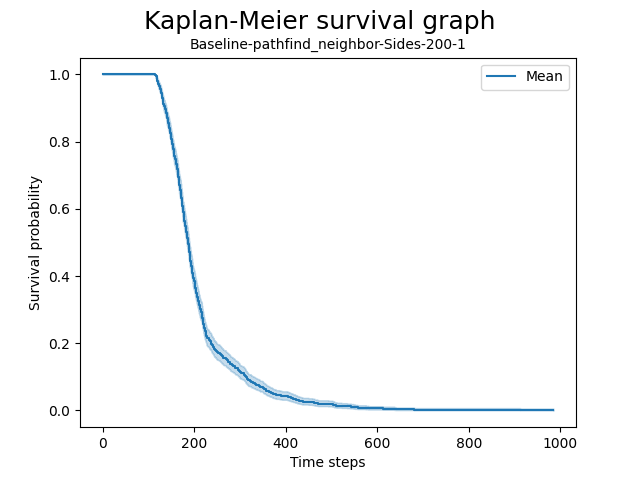 Kaplan-Meier survival graph
Baseline-pathfind_neighbor-Sides-200-1
Mean
1.0
0.8
0.6
0.4
0.2
0.0
Survival probability
0 200 400 600 800 1000
Time steps